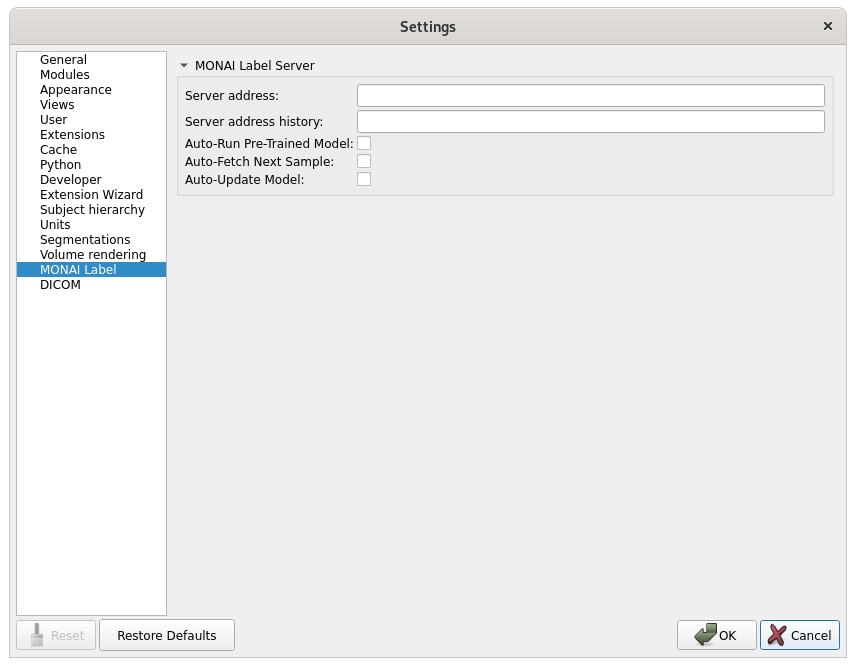 Settings
General
Modules
Appearance
Views
User
Extensions
Cache
Python
Developer
Extension Wizard
Subject hierarchy
Units
Segmentations
Volume rendering
MONAI Label
DICOM
MONAI Label Server
Server address:
Server address history:
Auto-Run Pre-Trained Model:
Auto-Fetch Next Sample:
Auto-Update Model:
Reset
Restore Defaults
OK
Cancel